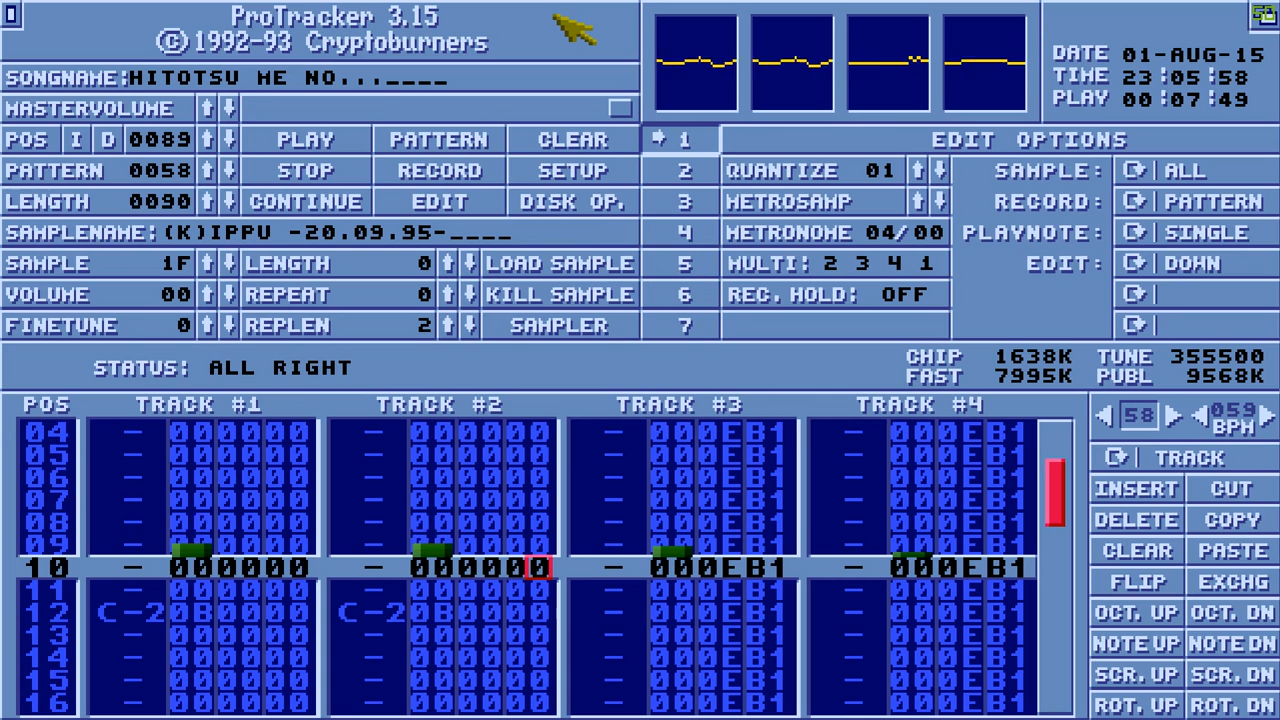 ProTracker 3.15
© 1992-93 Cryptoburners
SONGNAME:HITOTSU ME NO...____
MASTERVOLUME
POS I D 0089 PLAY PATTERN CLEAR
PATTERN 0058 STOP RECORD SETUP
LENGTH 0090 CONTINUE EDIT DISK OP.
SAMPLENAME:(K)IPPU -20.09.95-____
SAMPLE 1F LENGTH 0 LOAD SAMPLE
VOLUME 00 REPEAT 0 KILL SAMPLE
FINETUNE 0 REPLEN 2 SAMPLER
DATE 01-AUG-15
TIME 23:05:58
PLAY 00:07:49
1 EDIT OPTIONS
2 QUANTIZE 01 SAMPLE: ALL
3 METROSAMP RECORD: PATTERN
4 METRONOME 04/00 PLAYNOTE: SINGLE
5 MULTI: 2 3 4 1 EDIT: DOWN
6 REC. HOLD: OFF
7
STATUS: ALL RIGHT
CHIP 1638K TUNE 355500
FAST 7995K PUBL 9568K
POS TRACK #1 TRACK #2 TRACK #3 TRACK #4
04 - 000000 - 000000 - 000EB1 - 000EB1
05 - 000000 - 000000 - 000EB1 - 000EB1
06 - 000000 - 000000 - 000EB1 - 000EB1
07 - 000000 - 000000 - 000EB1 - 000EB1
08 - 000000 - 000000 - 000EB1 - 000EB1
09 - 000000 - 000000 - 000EB1 - 000EB1
10 - 000000 - 000000 - 000EB1 - 000EB1
11 - 000000 - 000000 - 000EB1 - 000EB1
12 C-2 0B0000 C-2 0B0000 - 000EB1 - 000EB1
13 - 000000 - 000000 - 000EB1 - 000EB1
14 - 000000 - 000000 - 000EB1 - 000EB1
15 - 000000 - 000000 - 000EB1 - 000EB1
16 - 000000 - 000000 - 000EB1 - 000EB1
58 059 BPM
TRACK
INSERT CUT
DELETE COPY
CLEAR PASTE
FLIP EXCHG
OCT. UP OCT. DN
NOTE UP NOTE DN
SCR. UP SCR. DN
ROT. UP ROT. DN